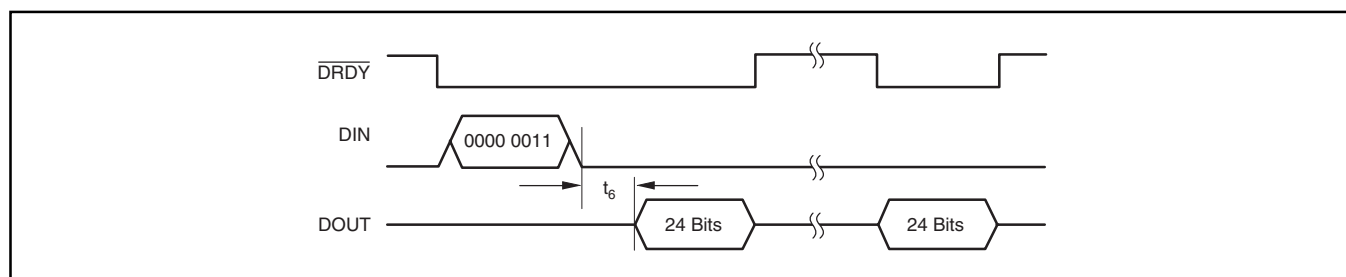 DRDY
DIN
0000 0011
t6
DOUT
24 Bits
24 Bits